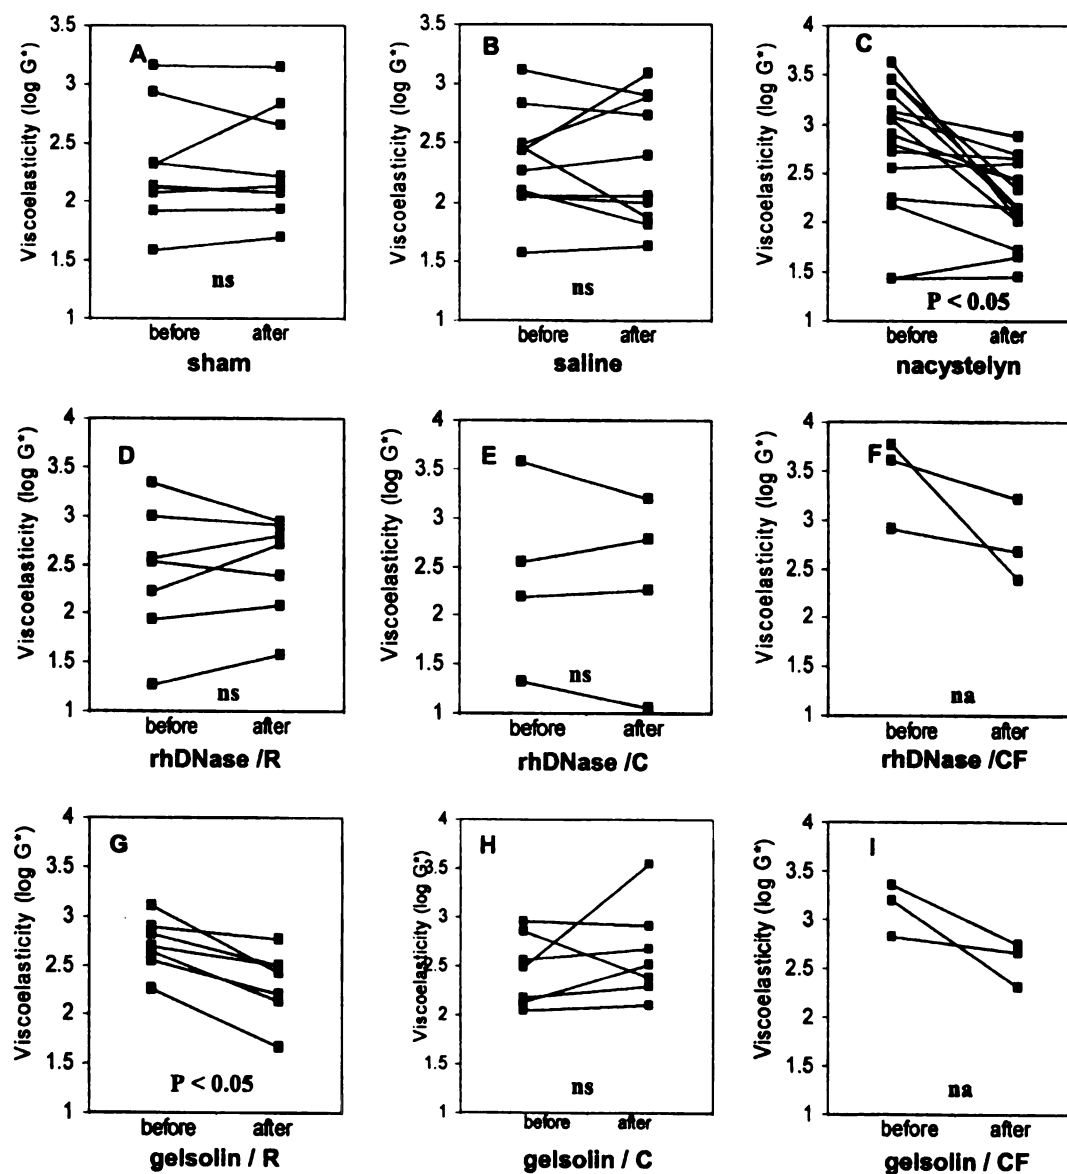 Viscoelasticity (log G*)
3.5
3
2.5
2
1.5
1
A
ns
before after
sham
Viscoelasticity (log G*)
3.5
3
2.5
2
1.5
1
B
ns
before after
saline
Viscoelasticity (log G*)
4
3.5
3
2.5
2
1.5
1
C
P < 0.05
before after
nacystelyn
Viscoelasticity (log G*)
4
3.5
3
2.5
2
1.5
1
D
ns
before after
rhDNase /R
Viscoelasticity (log G*)
4
3.5
3
2.5
2
1.5
1
E
ns
before after
rhDNase /C
Viscoelasticity (log G*)
4
3.5
3
2.5
2
1.5
1
F
na
before after
rhDNase /CF
Viscoelasticity (log G*)
4
3.5
3
2.5
2
1.5
1
G
P < 0.05
before after
gelsolin / R
Viscoelasticity (log G*)
4
3.5
3
2.5
2
1.5
1
H
ns
before after
gelsolin / C
Viscoelasticity (log G*)
4
3.5
3
2.5
2
1.5
1
I
na
before after
gelsolin / CF